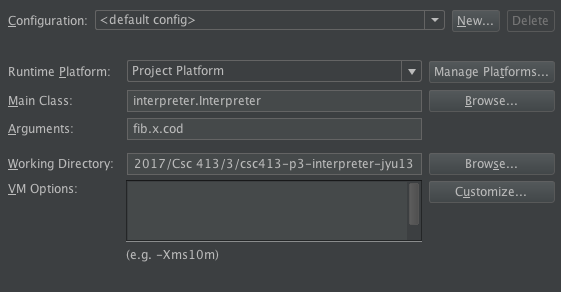 Configuration: <default config> New... Delete
Runtime Platform: Project Platform Manage Platforms...
Main Class: interpreter.Interpreter Browse...
Arguments: fib.x.cod
Working Directory: 2017/Csc 413/3/csc413-p3-interpreter-jyu13 Browse...
VM Options: Customize...
(e.g. -Xms10m)